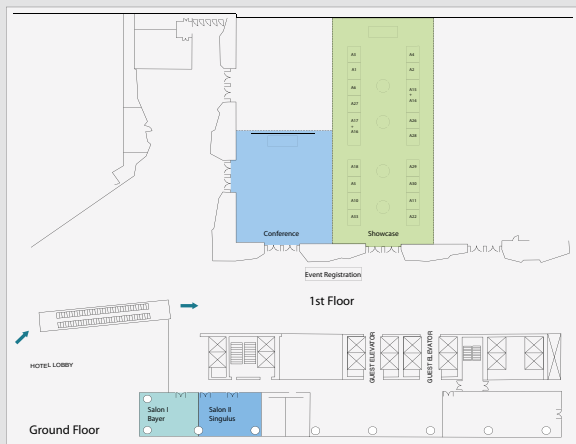 A3
A4
A1
A2
A6
A15
+
A14
A27
A17
+
A16
A26
A28
A18
A29
A5
A30
A10
A11
A33
A32
Conference
Showcase
Event Registration
1st Floor
GUEST ELEVATOR
GUEST ELEVATOR
HOTEL LOBBY
Salon I
Bayer
Salon II
Singulus
Ground Floor